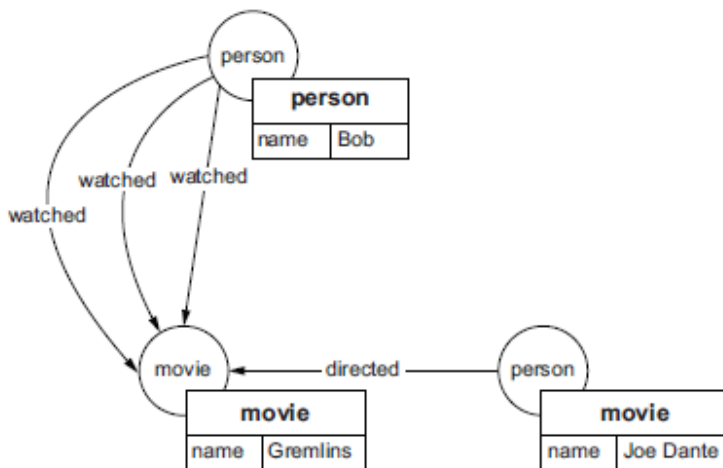 person
person
name Bob
watched
watched
watched
movie
directed
person
movie
name Gremlins
movie
name Joe Dante